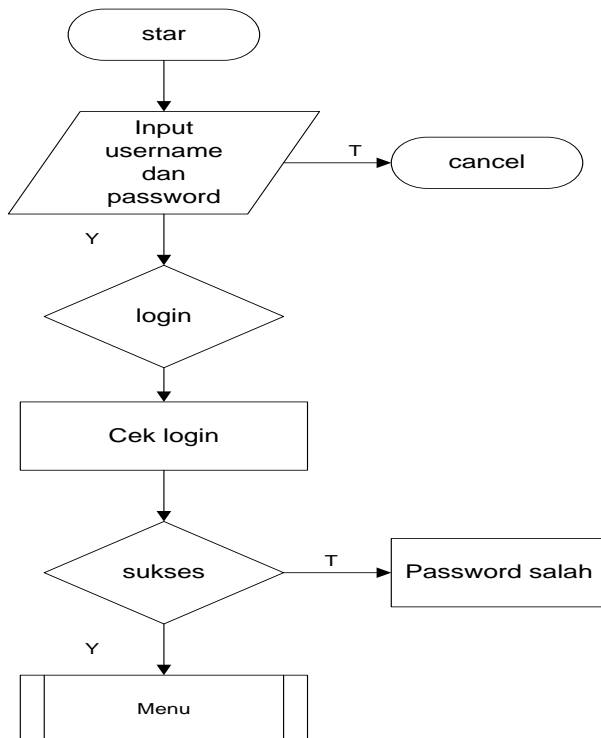 star
Input
username
dan
password
T
cancel
Y
login
Cek login
sukses
T
Password salah
Y
Menu